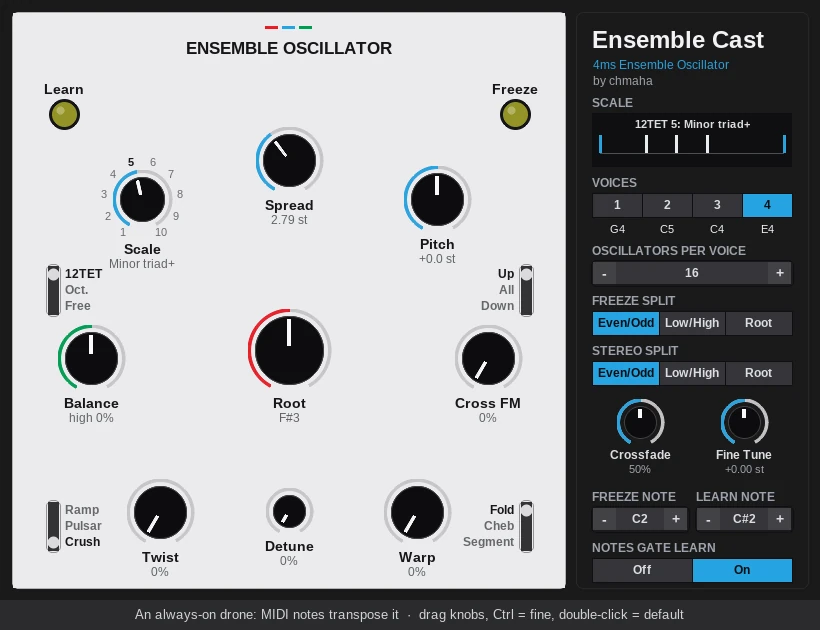 ENSEMBLE OSCILLATOR
Learn
Freeze
1 2 3 4 5 6 7 8 9 10
Scale
Minor triad+
Spread
2.79 st
Pitch
+0.0 st
12TET
Oct.
Free
Up
All
Down
Balance
high 0%
Root
F#3
Cross FM
0%
Ramp
Pulsar
Crush
Twist
0%
Detune
0%
Warp
0%
Fold
Cheb
Segment
Ensemble Cast
4ms Ensemble Oscillator
by chmaha
SCALE
12TET 5: Minor triad+
VOICES
1 2 3 4
G4 C5 C4 E4
OSCILLATORS PER VOICE
- 16 +
FREEZE SPLIT
Even/Odd Low/High Root
STEREO SPLIT
Even/Odd Low/High Root
Crossfade Fine Tune
50% +0.00 st
FREEZE NOTE LEARN NOTE
- C2 + - C#2 +
NOTES GATE LEARN
Off On
An always-on drone: MIDI notes transpose it · drag knobs, Ctrl = fine, double-click = default